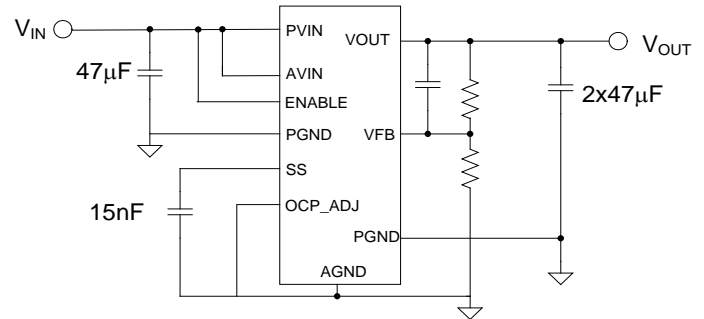 VIN
PVIN
VOUT
VOUT
47μF
AVIN
ENABLE
2x47μF
PGND
VFB
SS
15nF
OCP_ADJ
PGND
AGND